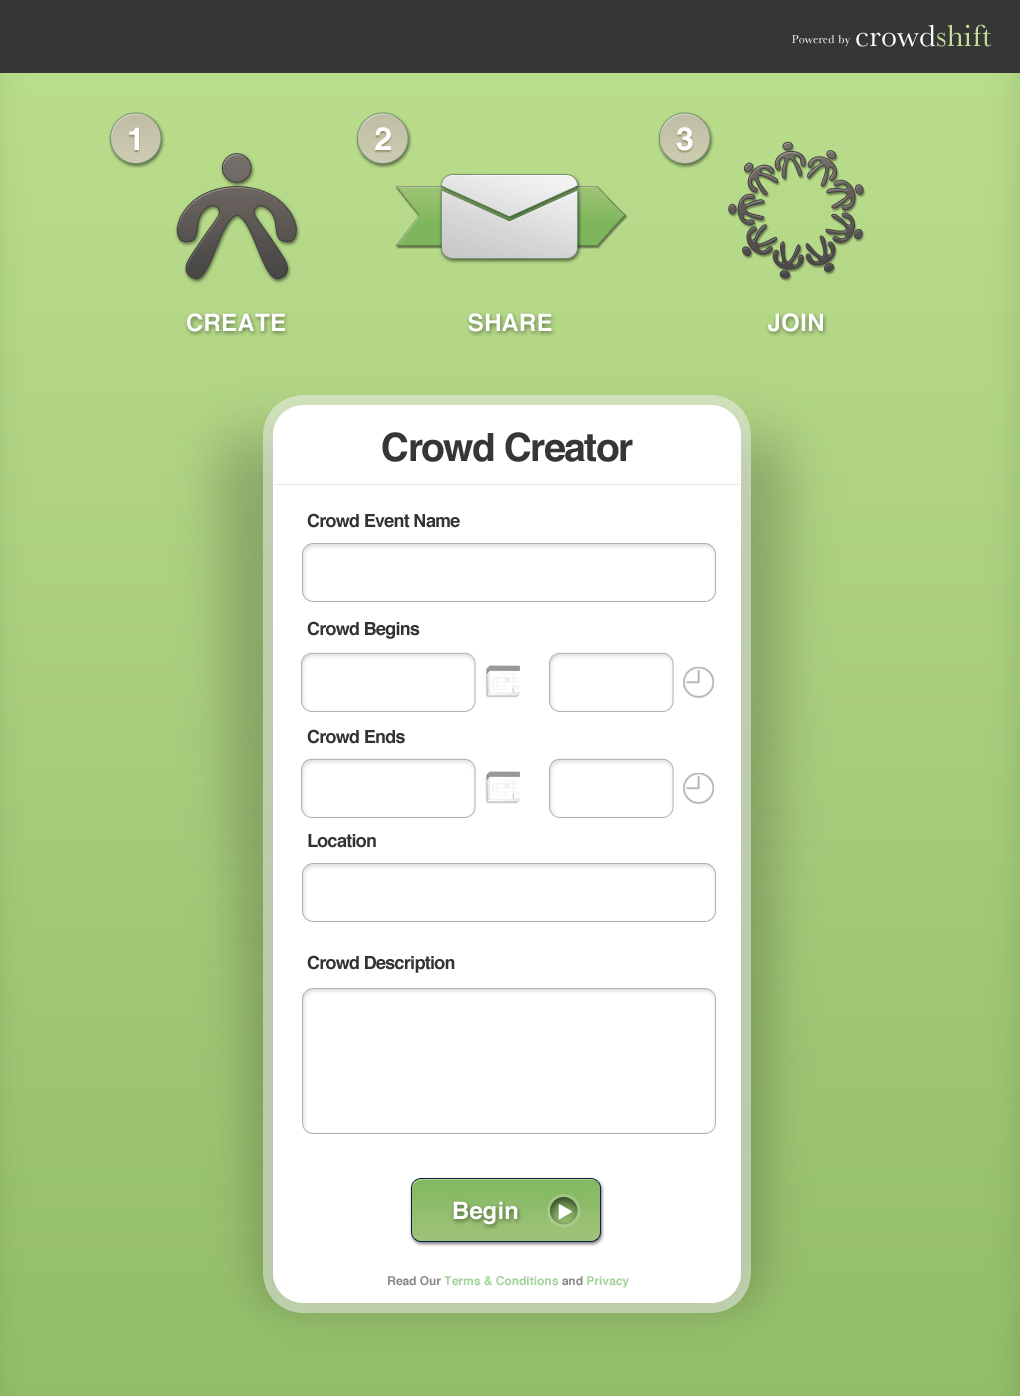 Powered by crowdshift
1 2 3
CREATE SHARE JOIN
Crowd Creator
Crowd Event Name
Crowd Begins
Crowd Ends
Location
Crowd Description
Begin
Read Our Terms & Conditions and Privacy